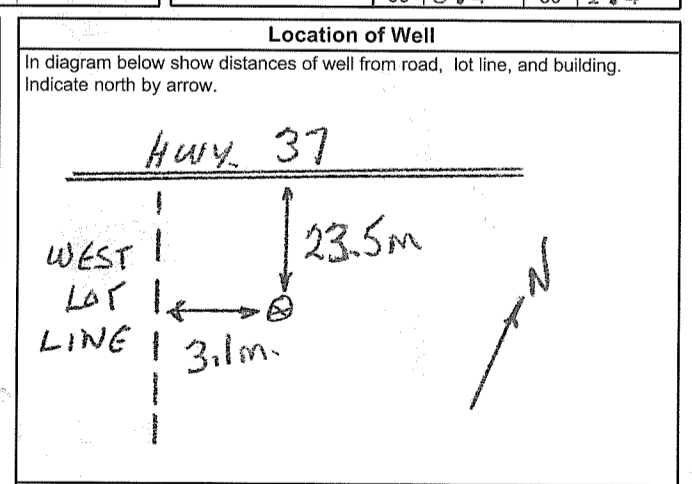 Location of Well
In diagram below show distances of well from road, lot line, and building.
Indicate north by arrow.
HWY. 37
23.5m
WEST
LOT
LINE
3.1m.
N